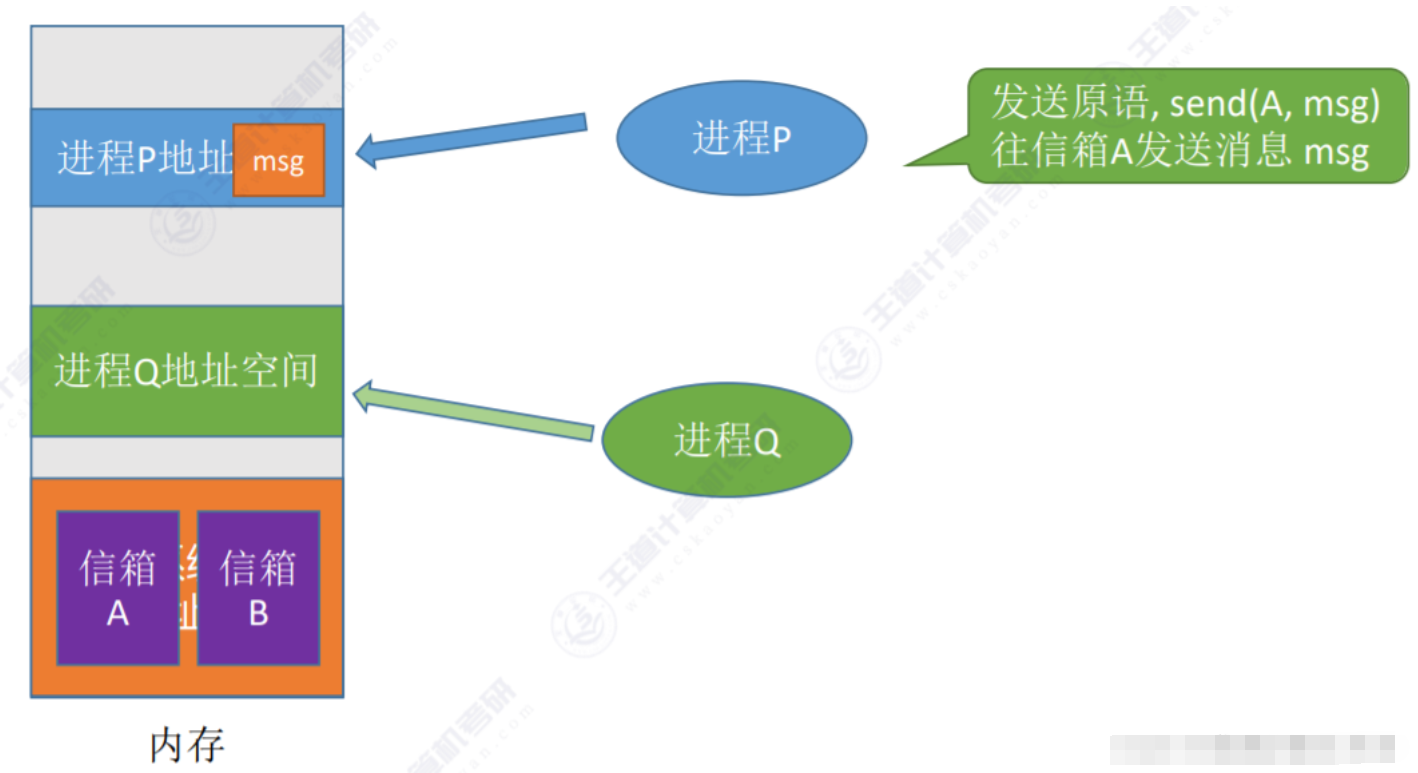 进程P地址
msg
进程P
发送原语, send(A, msg)
往信箱A发送消息 msg
进程Q地址空间
进程Q
信箱
A
信箱
B
内存
王道计算机考研
www.cskaoyan.com